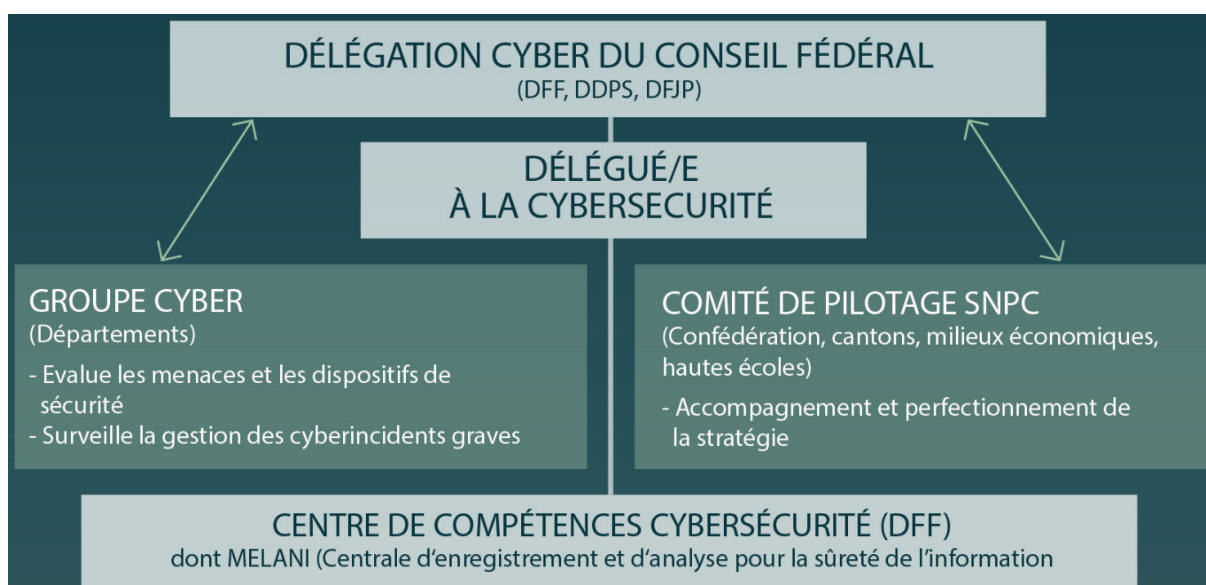 DÉLÉGATION CYBER DU CONSEIL FÉDÉRAL
(DFF, DDPS, DFJP)
DÉLÉGUÉ/E
À LA CYBERSECURITÉ
GROUPE CYBER
(Départements)
- Evalue les menaces et les dispositifs de
sécurité
- Surveille la gestion des cyberincidents graves
COMITÉ DE PILOTAGE SNPC
(Confédération, cantons, milieux économiques,
hautes écoles)
- Accompagnement et perfectionnement de
la stratégie
CENTRE DE COMPÉTENCES CYBERSÉCURITÉ (DFF)
dont MELANI (Centrale d‘enregistrement et d‘analyse pour la sûreté de l’information